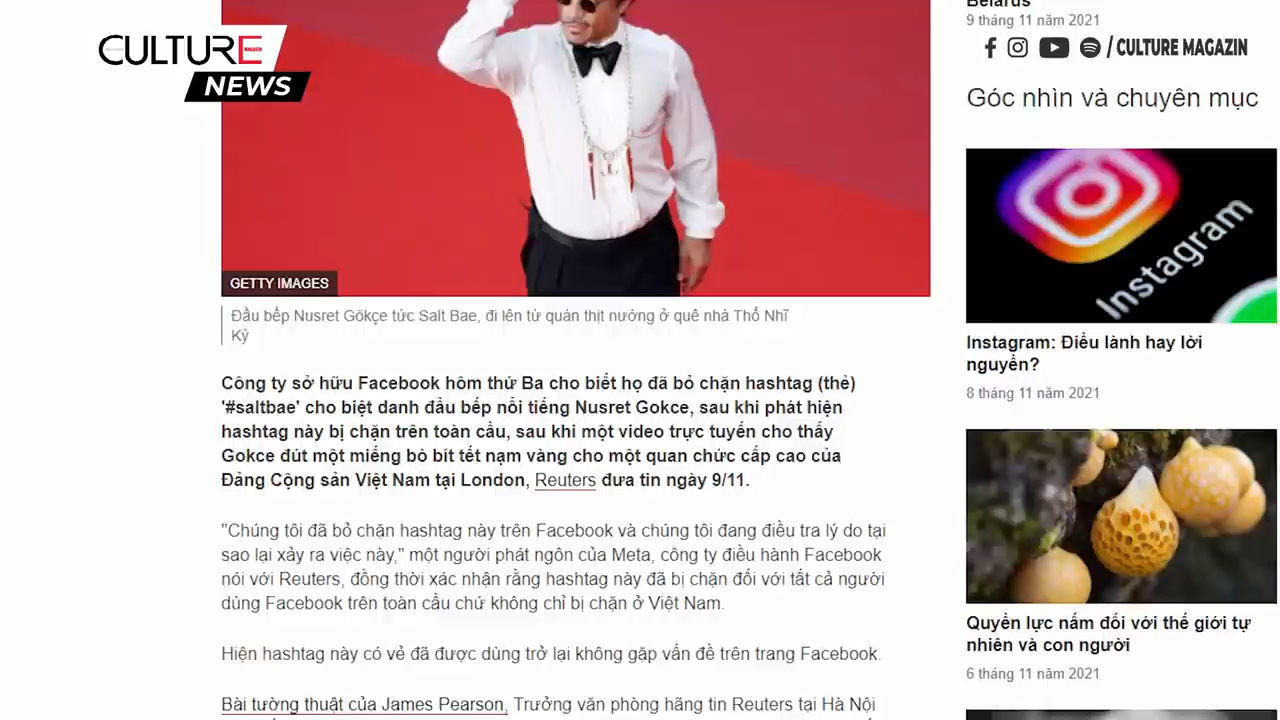 CULTURE
NEWS
GETTY IMAGES
Đầu bếp Nusret Gökçe tức Salt Bae, đi lên từ quán thịt nướng ở quê nhà Thổ Nhĩ
Kỳ
Công ty sở hữu Facebook hôm thứ Ba cho biết họ đã bỏ chặn hashtag (thẻ)
'#saltbae' cho biệt danh đầu bếp nổi tiếng Nusret Gokce, sau khi phát hiện
hashtag này bị chặn trên toàn cầu, sau khi một video trực tuyến cho thấy
Gokce đút một miếng bò bít tết nạm vàng cho một quan chức cấp cao của
Đảng Cộng sản Việt Nam tại London, Reuters đưa tin ngày 9/11.
"Chúng tôi đã bỏ chặn hashtag này trên Facebook và chúng tôi đang điều tra lý do tại
sao lại xảy ra việc này," một người phát ngôn của Meta, công ty điều hành Facebook
nói với Reuters, đồng thời xác nhận rằng hashtag này đã bị chặn đối với tất cả người
dùng Facebook trên toàn cầu chứ không chỉ bị chặn ở Việt Nam.
Hiện hashtag này có vẻ đã được dùng trở lại không gặp vấn đề trên trang Facebook.
Bài tường thuật của James Pearson, Trưởng văn phòng hãng tin Reuters tại Hà Nội
Belarus
9 tháng 11 năm 2021
/ CULTURE MAGAZIN
Góc nhìn và chuyên mục
Instagram
Instagram: Điều lành hay lời
nguyền?
8 tháng 11 năm 2021
Quyền lực nấm đối với thế giới tự
nhiên và con người
6 tháng 11 năm 2021